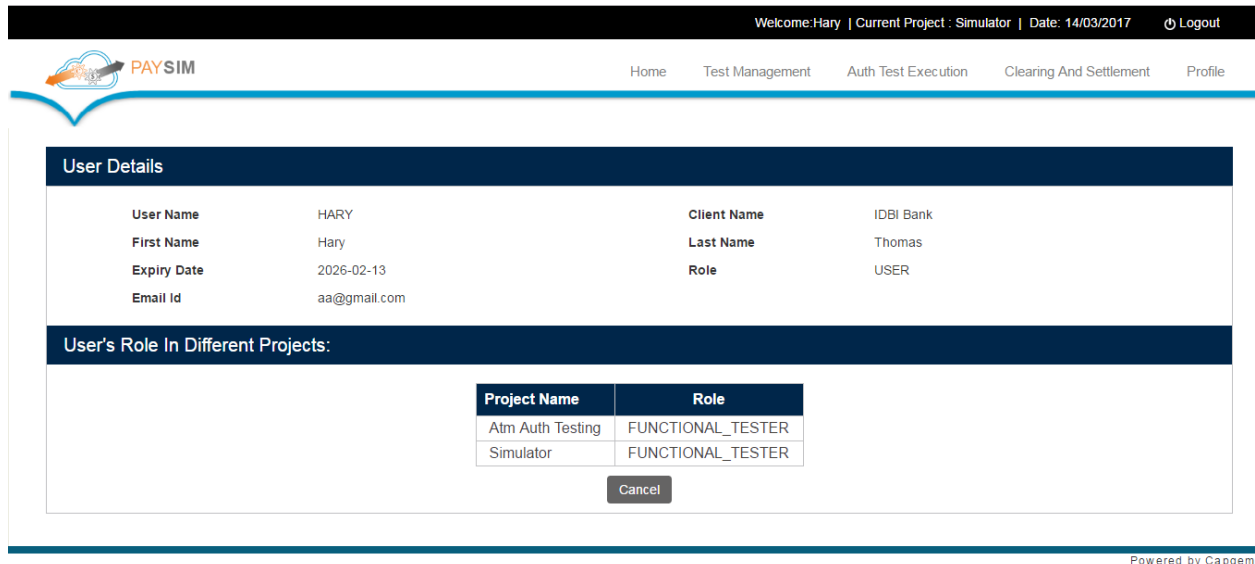 Welcome:Hary | Current Project : Simulator | Date: 14/03/2017 Logout
PAYSIM Home Test Management Auth Test Execution Clearing And Settlement Profile
User Details
User Name HARY Client Name IDBI Bank
First Name Hary Last Name Thomas
Expiry Date 2026-02-13 Role USER
Email Id aa@gmail.com
User's Role In Different Projects:
Project Name Role
Atm Auth Testing FUNCTIONAL_TESTER
Simulator FUNCTIONAL_TESTER
Cancel
Powered by Capgem